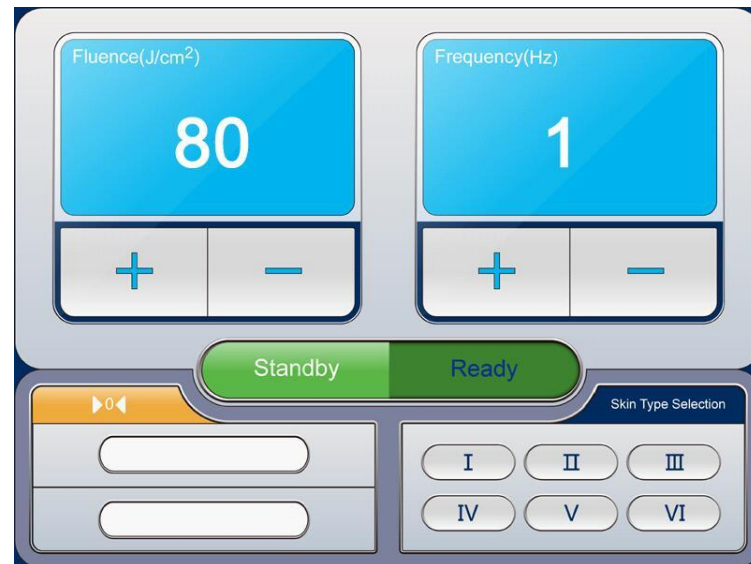 Fluence(J/cm²)
Frequency(Hz)
80
1
+ − + −
Standby Ready
▶0◀
Skin Type Selection
I II III
IV V VI